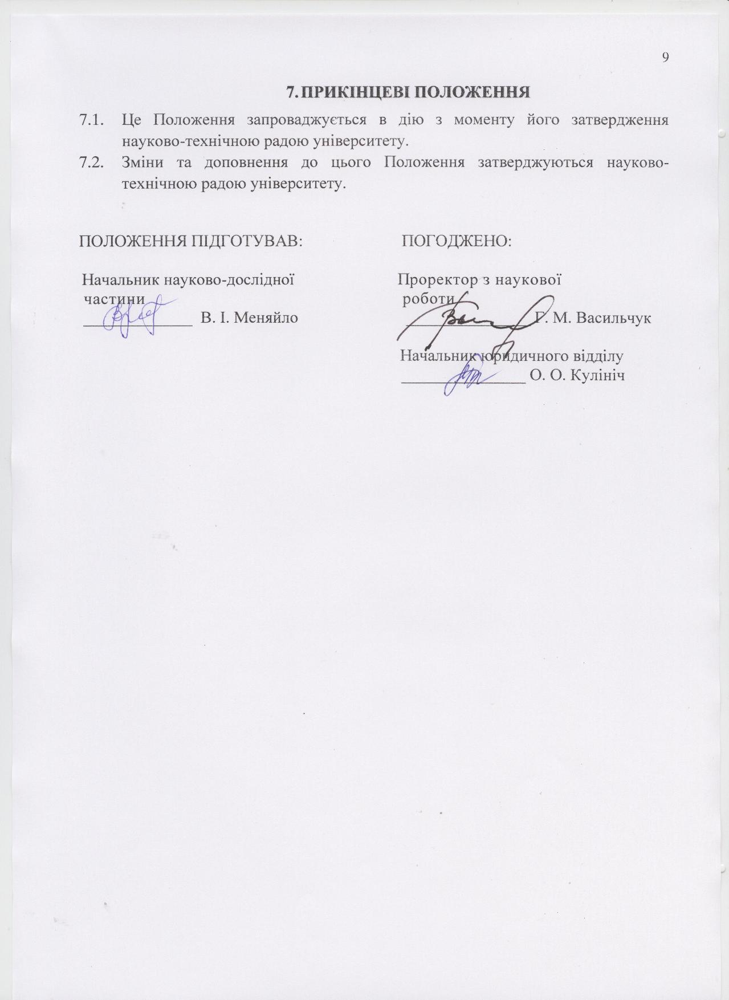 9
7. ПРИКІНЦЕВІ ПОЛОЖЕННЯ
7.1. Це Положення запроваджується в дію з моменту його затвердження
науково-технічною радою університету.
7.2. Зміни та доповнення до цього Положення затверджуються науково-
технічною радою університету.
ПОЛОЖЕННЯ ПІДГОТУВАВ:
Начальник науково-дослідної
частини
В. І. Меняйло
ПОГОДЖЕНО:
Проректор з наукової
роботи
Г. М. Васильчук
Начальник юридичного відділу
О. О. Кулініч